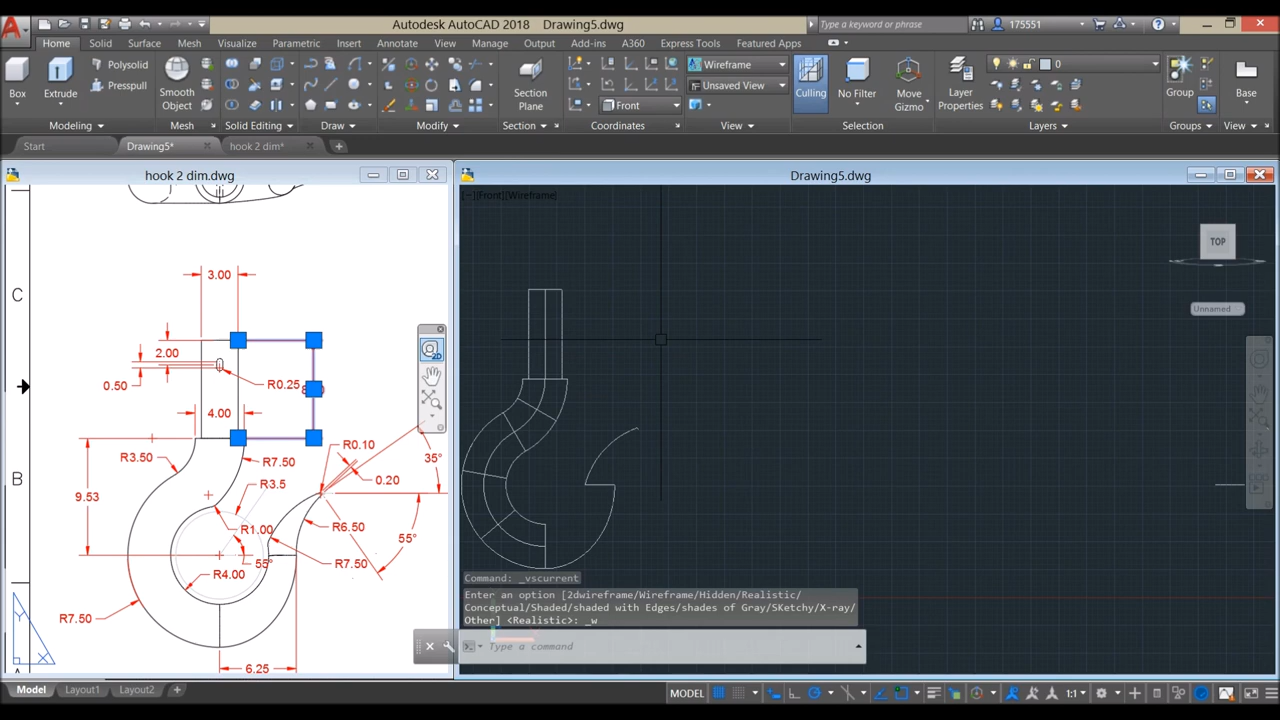 Autodesk AutoCAD 2018 Drawing5.dwg
Type a keyword or phrase
175551
Home Solid Surface Mesh Visualize Parametric Insert Annotate View Manage Output Add-ins A360 Express Tools Featured Apps
Polysolid
Presspull
Box
Extrude
Smooth
Object
Section
Plane
Front
Wireframe
Unsaved View
Culling
No Filter
Move
Gizmo
Layer
Properties
0
Group
Base
Modeling Mesh Solid Editing Draw Modify Section Coordinates View Selection Layers Groups View
Start Drawing5* hook 2 dim*
hook 2 dim.dwg
Drawing5.dwg
[−][Front][Wireframe]
TOP
Unnamed
C
B
3.00
2.00
0.50
R0.25
4.00
R3.50
R7.50
R0.10
0.20
35°
9.53
R3.5
R1.00
R6.50
55°
55°
R7.50
R4.00
R7.50
6.25
2D
X
Command: _vscurrent
Enter an option [2dwireframe/Wireframe/Hidden/Realistic/
Conceptual/Shaded/shaded with Edges/shades of Gray/SKetchy/X-ray/
Other] <Realistic>: _w
Type a command
Model Layout1 Layout2
MODEL
1:1